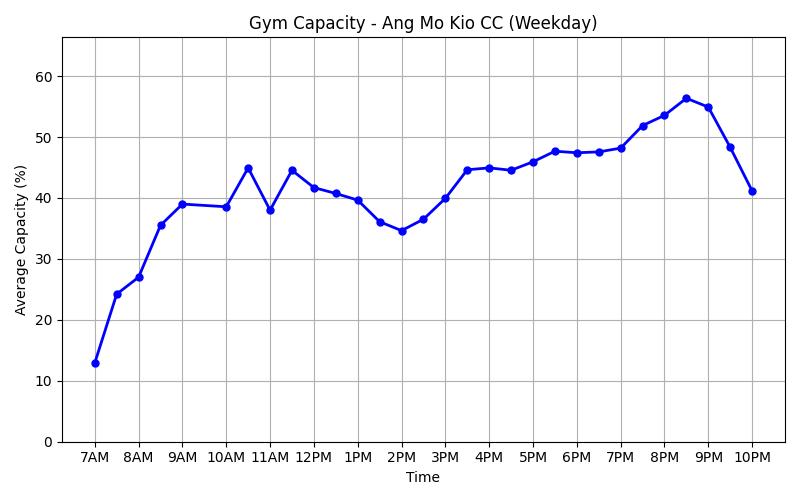 Gym Capacity - Ang Mo Kio CC (Weekday)
Average Capacity (%)
60
50
40
30
20
10
0
7AM 8AM 9AM 10AM 11AM 12PM 1PM 2PM 3PM 4PM 5PM 6PM 7PM 8PM 9PM 10PM
Time